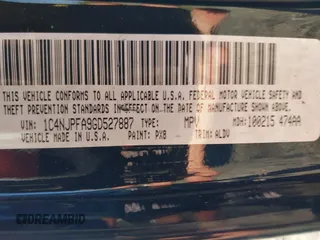 THIS VEHICLE CONFORMS TO ALL APPLICABLE U.S.A. FEDERAL MOTOR VEHICLE SAFETY AND
THEFT PREVENTION STANDARDS IN EFFECT ON THE DATE OF MANUFACTURE SHOWN ABOVE.
VIN: 1C4NJPFA9GD527887 TYPE: MPV MDH: 100215 474AA
VEHICLE MADE IN U.S.A. PAINT: PX8 TRIM: ALDV
DREAMBID